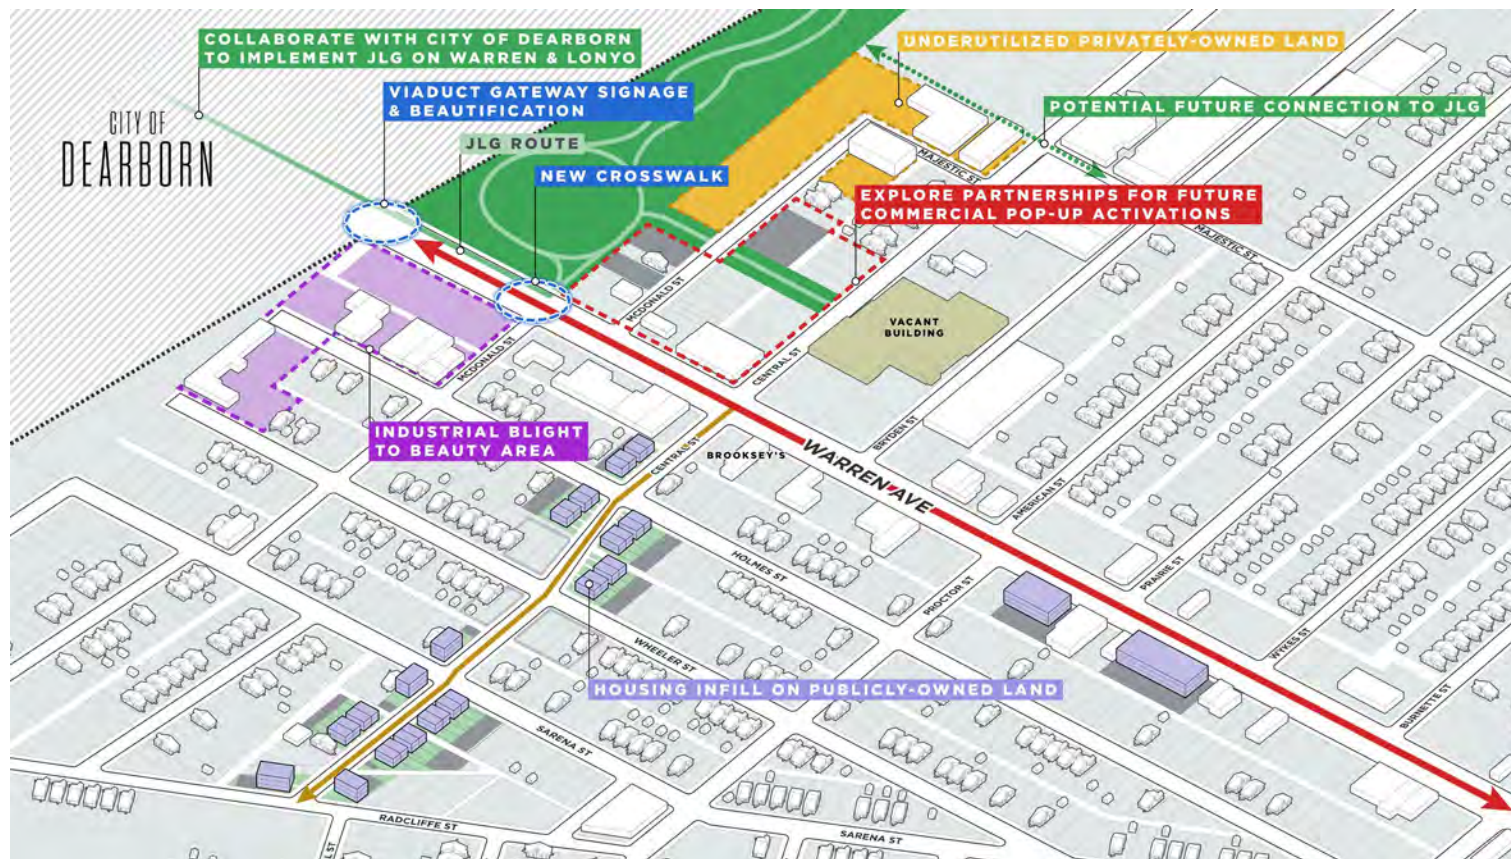 COLLABORATE WITH CITY OF DEARBORN
TO IMPLEMENT JLG ON WARREN & LONYO
UNDERUTILIZED PRIVATELY-OWNED LAND
VIADUCT GATEWAY SIGNAGE
& BEAUTIFICATION
POTENTIAL FUTURE CONNECTION TO JLG
CITY OF
DEARBORN
JLG ROUTE
NEW CROSSWALK
MAJESTIC ST
EXPLORE PARTNERSHIPS FOR FUTURE
COMMERCIAL POP-UP ACTIVATIONS
MAJESTIC ST
MCDONALD ST
VACANT
BUILDING
MCDONALD ST
CENTRAL ST
INDUSTRIAL BLIGHT
TO BEAUTY AREA
CENTRAL ST
BROOKSEY'S
BRYDEN ST
WARREN AVE
AMERICAN ST
HOLMES ST
PROCTOR ST
PRAIRIE ST
WHEELER ST
WYKES ST
HOUSING INFILL ON PUBLICLY-OWNED LAND
BURNETTE ST
SARENA ST
RADCLIFFE ST
SARENA ST